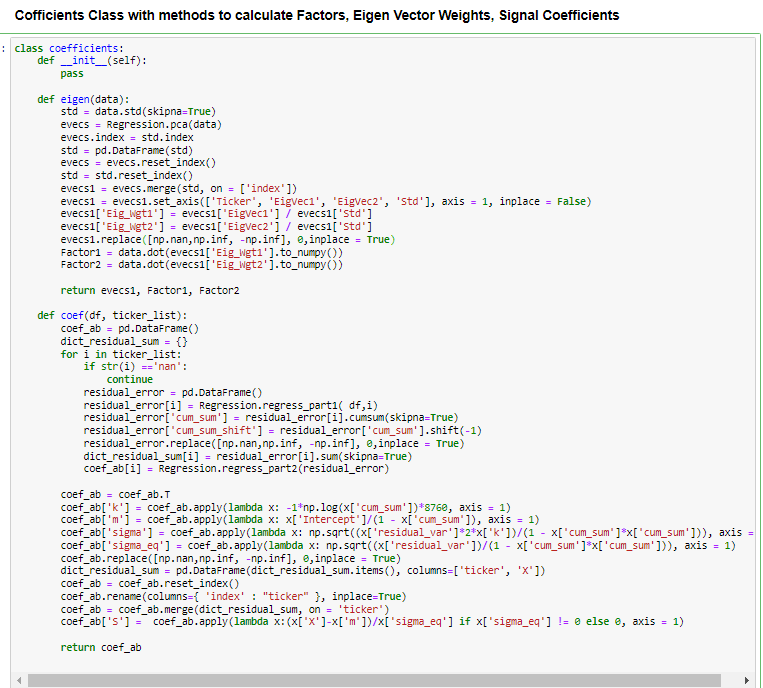 Cofficients Class with methods to calculate Factors, Eigen Vector Weights, Signal Coefficients
: class coefficients:
    def __init__(self):
        pass

    def eigen(data):
        std = data.std(skipna=True)
        evecs = Regression.pca(data)
        evecs.index = std.index
        std = pd.DataFrame(std)
        evecs = evecs.reset_index()
        std = std.reset_index()
        evecs1 = evecs.merge(std, on = ['index'])
        evecs1 = evecs1.set_axis(['Ticker', 'EigVec1', 'EigVec2', 'Std'], axis = 1, inplace = False)
        evecs1['Eig_Wgt1'] = evecs1['EigVec1'] / evecs1['Std']
        evecs1['Eig_Wgt2'] = evecs1['EigVec2'] / evecs1['Std']
        evecs1.replace([np.nan,np.inf, -np.inf], 0,inplace = True)
        Factor1 = data.dot(evecs1['Eig_Wgt1'].to_numpy())
        Factor2 = data.dot(evecs1['Eig_Wgt2'].to_numpy())

        return evecs1, Factor1, Factor2

    def coef(df, ticker_list):
        coef_ab = pd.DataFrame()
        dict_residual_sum = {}
        for i in ticker_list:
            if str(i) =='nan':
                continue
            residual_error = pd.DataFrame()
            residual_error[i] = Regression.regress_part1( df,i)
            residual_error['cum_sum'] = residual_error[i].cumsum(skipna=True)
            residual_error['cum_sum_shift'] = residual_error['cum_sum'].shift(-1)
            residual_error.replace([np.nan,np.inf, -np.inf], 0,inplace = True)
            dict_residual_sum[i] = residual_error[i].sum(skipna=True)
            coef_ab[i] = Regression.regress_part2(residual_error)

        coef_ab = coef_ab.T
        coef_ab['k'] = coef_ab.apply(lambda x: -1*np.log(x['cum_sum'])*8760, axis = 1)
        coef_ab['m'] = coef_ab.apply(lambda x: x['Intercept']/(1 - x['cum_sum']), axis = 1)
        coef_ab['sigma'] = coef_ab.apply(lambda x: np.sqrt((x['residual_var']*2*x['k'])/(1 - x['cum_sum']*x['cum_sum'])), axis =
        coef_ab['sigma_eq'] = coef_ab.apply(lambda x: np.sqrt((x['residual_var'])/(1 - x['cum_sum']*x['cum_sum'])), axis = 1)
        coef_ab.replace([np.nan,np.inf, -np.inf], 0,inplace = True)
        dict_residual_sum = pd.DataFrame(dict_residual_sum.items(), columns=['ticker', 'X'])
        coef_ab = coef_ab.reset_index()
        coef_ab.rename(columns={ 'index' : "ticker" }, inplace=True)
        coef_ab = coef_ab.merge(dict_residual_sum, on = 'ticker')
        coef_ab['S'] =  coef_ab.apply(lambda x:(x['X']-x['m'])/x['sigma_eq'] if x['sigma_eq'] != 0 else 0, axis = 1)

        return coef_ab